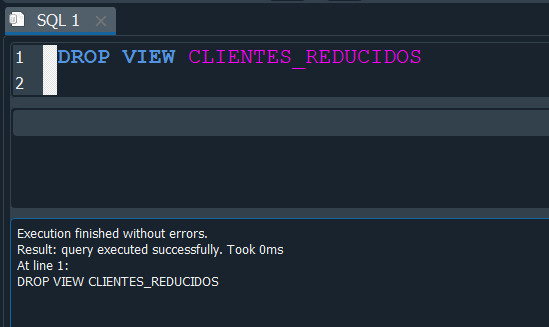 SQL 1
1 DROP VIEW CLIENTES_REDUCIDOS
2
Execution finished without errors.
Result: query executed successfully. Took 0ms
At line 1:
DROP VIEW CLIENTES_REDUCIDOS